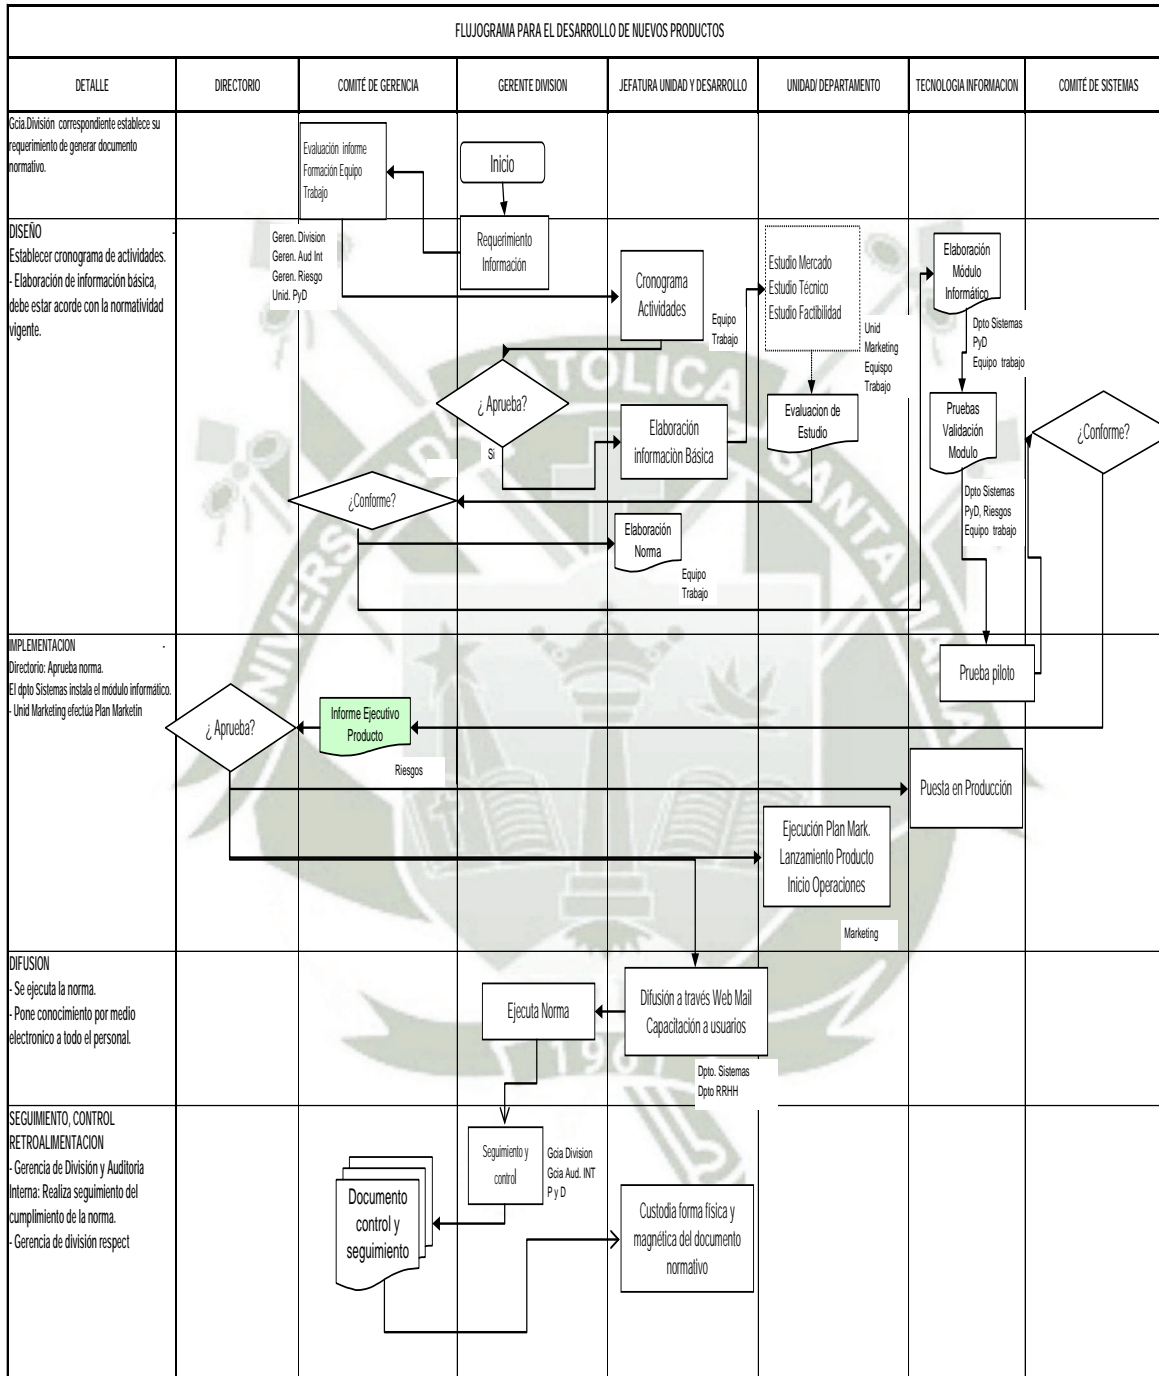 FLUJOGRAMA PARA EL DESARROLLO DE NUEVOS PRODUCTOS
DETALLE
DIRECTORIO
COMITÉ DE GERENCIA
GERENTE DIVISION
JEFATURA UNIDAD Y DESARROLLO
UNIDAD/ DEPARTAMENTO
TECNOLOGIA INFORMACION
COMITÉ DE SISTEMAS
Gcia.División correspondiente establece su
requerimiento de generar documento
normativo.
Evaluación informe
Formación Equipo
Trabajo
Inicio
DISEÑO -
Establecer cronograma de actividades.
- Elaboración de información básica,
debe estar acorde con la normatividad
vigente.
Geren. Division
Geren. Aud Int
Geren. Riesgo
Unid. PyD
Requerimiento
Información
Cronograma
Actividades
Equipo
Trabajo
Estudio Mercado
Estudio Técnico
Estudio Factibilidad
Unid
Marketing
Equispo
Trabajo
Elaboración
Módulo
Informático
Dpto Sistemas
PyD
Equipo trabajo
¿ Aprueba?
Si
Elaboración
informaciòn Básica
Evaluacion de
Estudio
Pruebas
Validación
Modulo
¿Conforme?
Dpto Sistemas
PyD, Riesgos
Equipo trabajo
¿Conforme?
Elaboración
Norma
Equipo
Trabajo
IMPLEMENTACION -
Directorio: Aprueba norma.
El dpto Sistemas instala el módulo informático.
- Unid Marketing efectúa Plan Marketin
¿ Aprueba?
Informe Ejecutivo
Producto
Riesgos
Prueba piloto
Puesta en Producción
Ejecución Plan Mark.
Lanzamiento Producto
Inicio Operaciones
Marketing
DIFUSION
- Se ejecuta la norma.
- Pone conocimiento por medio
electronico a todo el personal.
Ejecuta Norma
Difusión a través Web Mail
Capacitación a usuarios
Dpto. Sistemas
Dpto RRHH
SEGUIMIENTO, CONTROL
RETROALIMENTACION
- Gerencia de División y Auditoria
Interna: Realiza seguimiento del
cumplimiento de la norma.
- Gerencia de división respect
Seguimiento y
control
Gcia Division
Gcia Aud. INT
P y D
Documento
control y
seguimiento
Custodia forma física y
magnética del documento
normativo
UNIVERSIDAD CATOLICA SANTA MARIA
1961